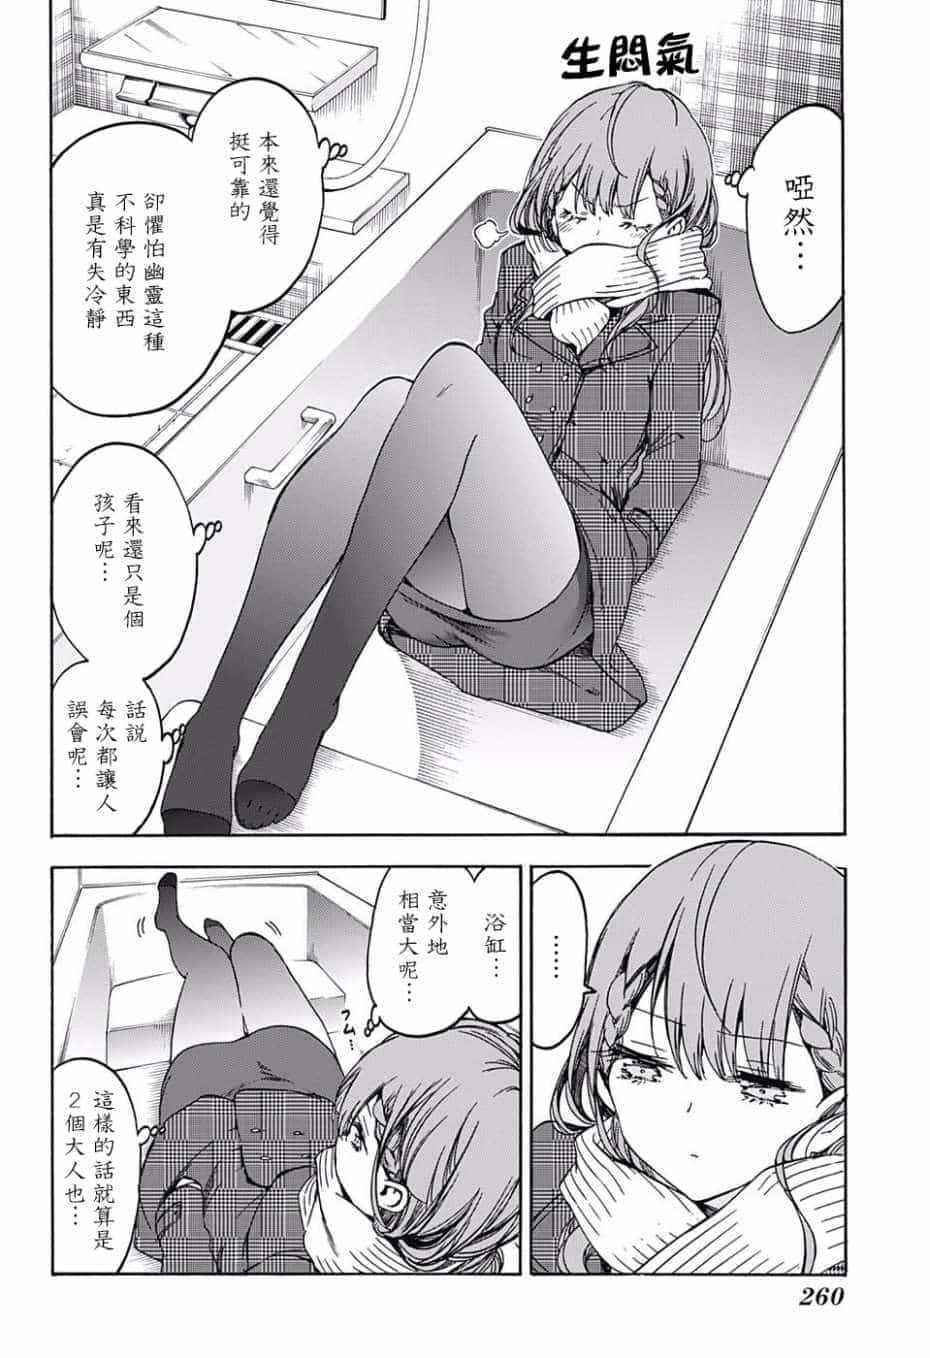 生悶氣
啞然…
本來還覺得
挺可靠的
卻懼怕幽靈這種
不科學的東西
真是有失冷靜
看來還只是個
孩子呢…
話説
每次都讓人
誤會呢…
…
浴缸…
意外地
相當大呢…
這樣的話就算是
2個大人也…
260